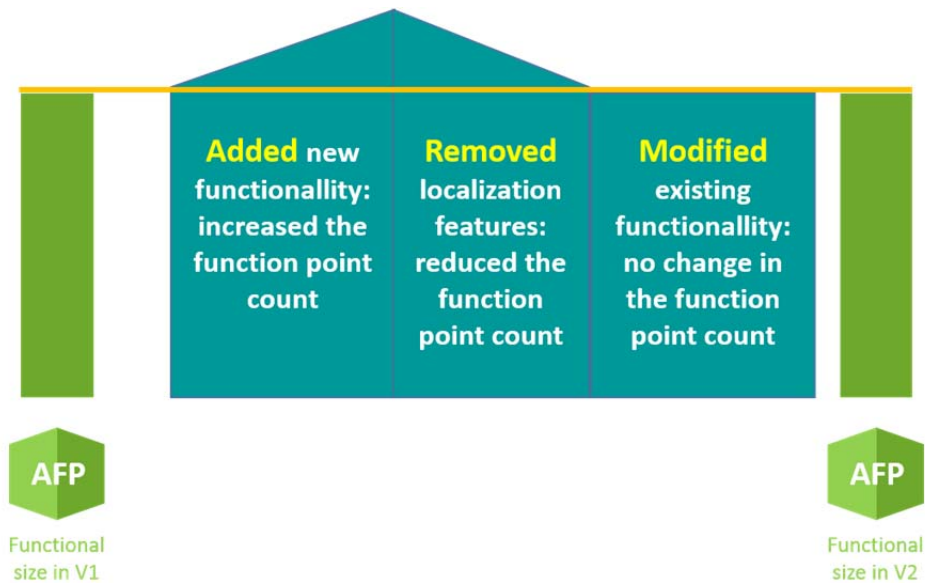 Added new
functionallity:
increased the
function point
count
Removed
localization
features:
reduced the
function
point count
Modified
existing
functionallity:
no change in
the function
point count
AFP
Functional
size in V1
AFP
Functional
size in V2